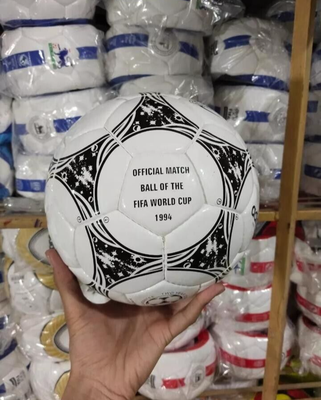 OFFICIAL MATCH
BALL OF THE
FIFA WORLD CUP
1994